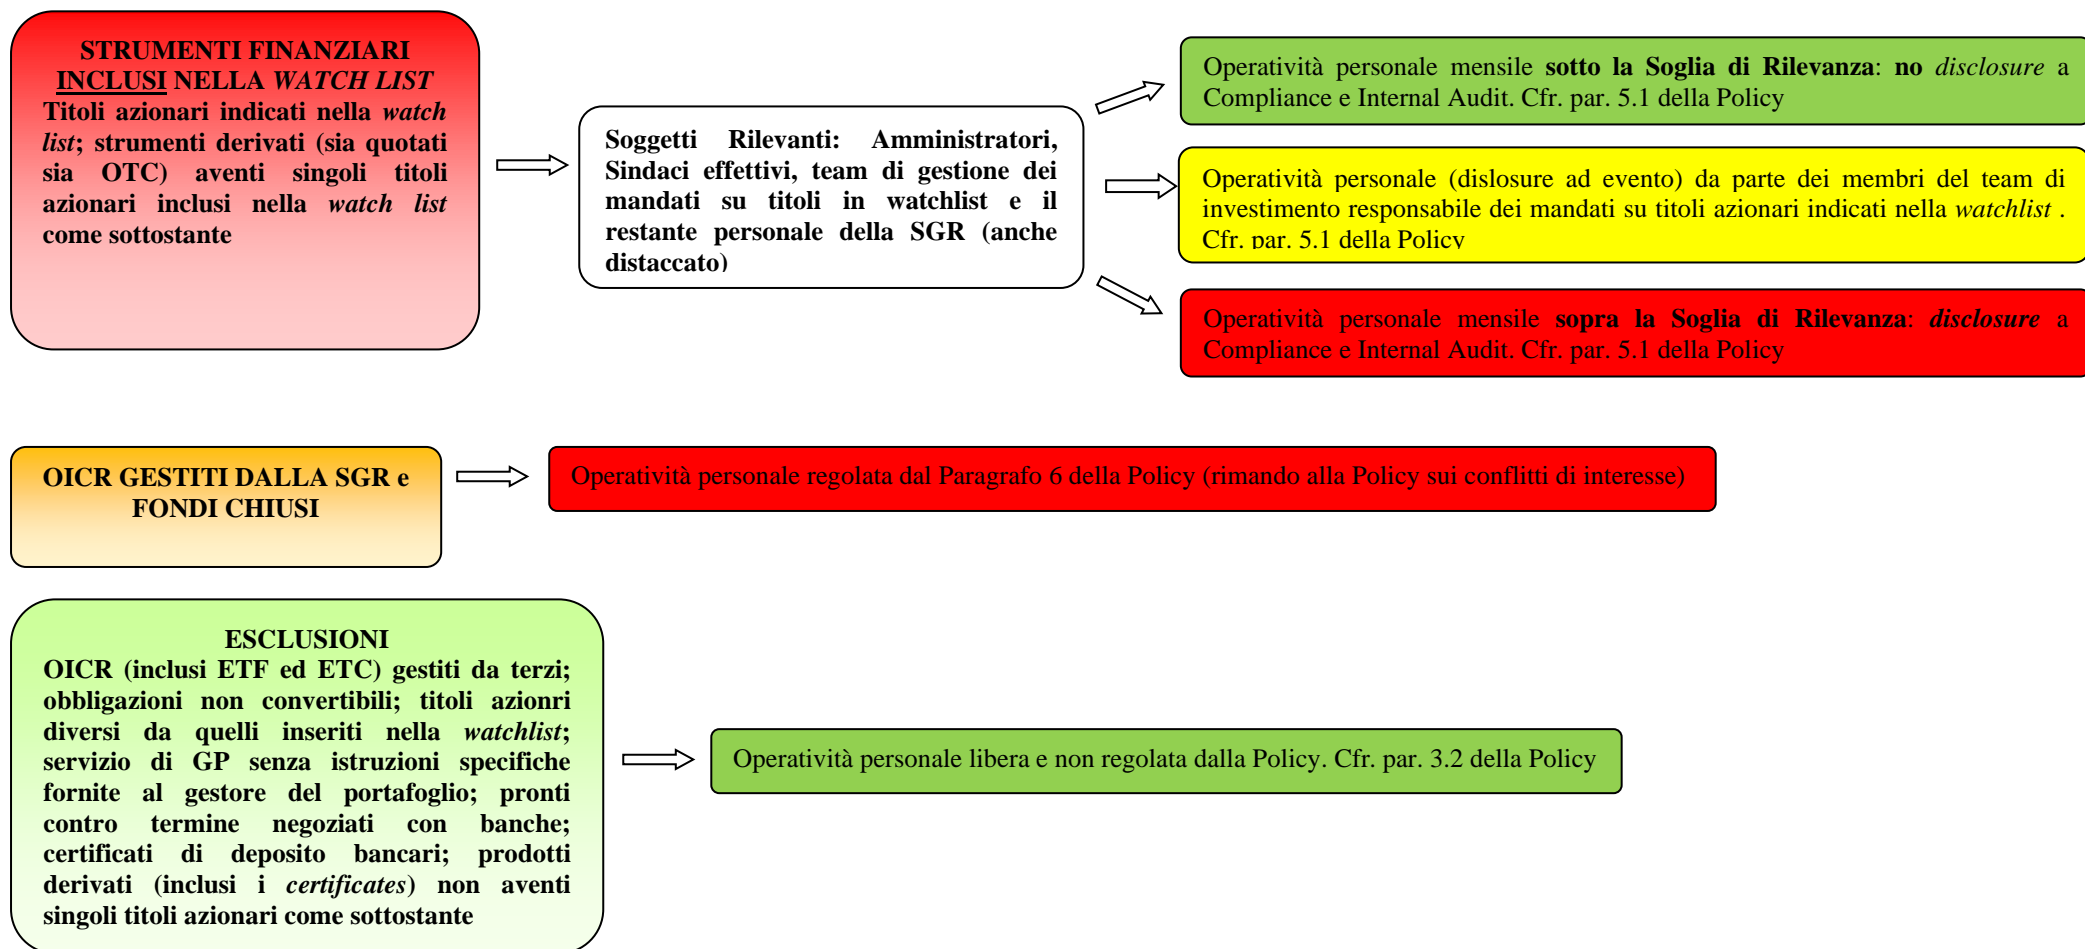 STRUMENTI FINANZIARI
INCLUSI NELLA WATCH LIST
Titoli azionari indicati nella watch
list; strumenti derivati (sia quotati
sia OTC) aventi singoli titoli
azionari inclusi nella watch list
come sottostante
Soggetti Rilevanti: Amministratori,
Sindaci effettivi, team di gestione dei
mandati su titoli in watchlist e il
restante personale della SGR (anche
distaccato)
Operatività personale mensile sotto la Soglia di Rilevanza: no disclosure a
Compliance e Internal Audit. Cfr. par. 5.1 della Policy
Operatività personale (dislosure ad evento) da parte dei membri del team di
investimento responsabile dei mandati su titoli azionari indicati nella watchlist .
Cfr. par. 5.1 della Policy
Operatività personale mensile sopra la Soglia di Rilevanza: disclosure a
Compliance e Internal Audit. Cfr. par. 5.1 della Policy
OICR GESTITI DALLA SGR e
FONDI CHIUSI
Operatività personale regolata dal Paragrafo 6 della Policy (rimando alla Policy sui conflitti di interesse)
ESCLUSIONI
OICR (inclusi ETF ed ETC) gestiti da terzi;
obbligazioni non convertibili; titoli azionri
diversi da quelli inseriti nella watchlist;
servizio di GP senza istruzioni specifiche
fornite al gestore del portafoglio; pronti
contro termine negoziati con banche;
certificati di deposito bancari; prodotti
derivati (inclusi i certificates) non aventi
singoli titoli azionari come sottostante
Operatività personale libera e non regolata dalla Policy. Cfr. par. 3.2 della Policy